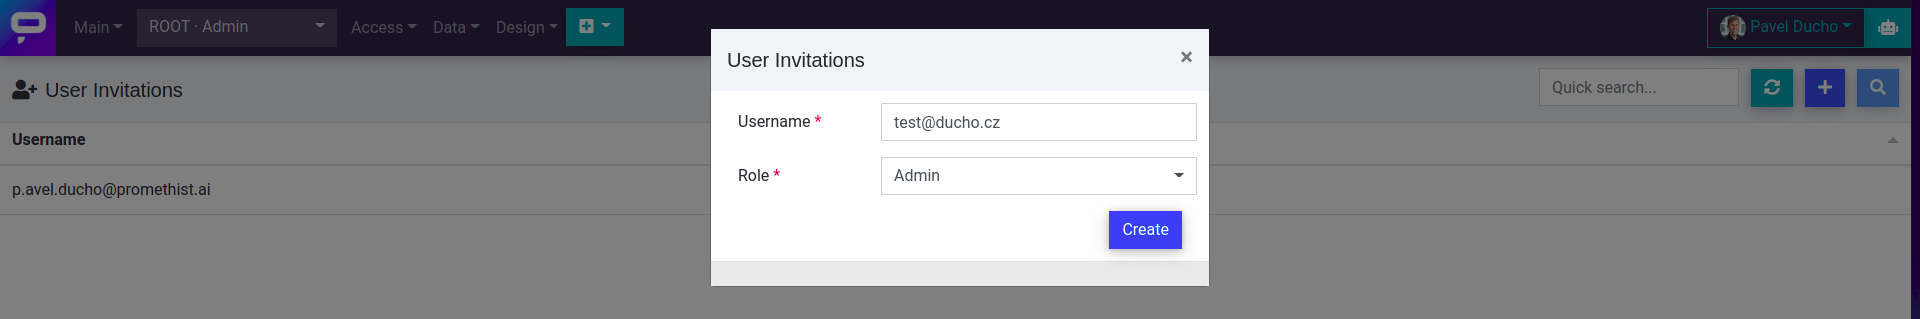 Main
ROOT · Admin
Access
Data
Design
Pavel Ducho
User Invitations
Quick search...
Username
p.avel.ducho@promethist.ai
User Invitations
×
Username *
test@ducho.cz
Role *
Admin
Create